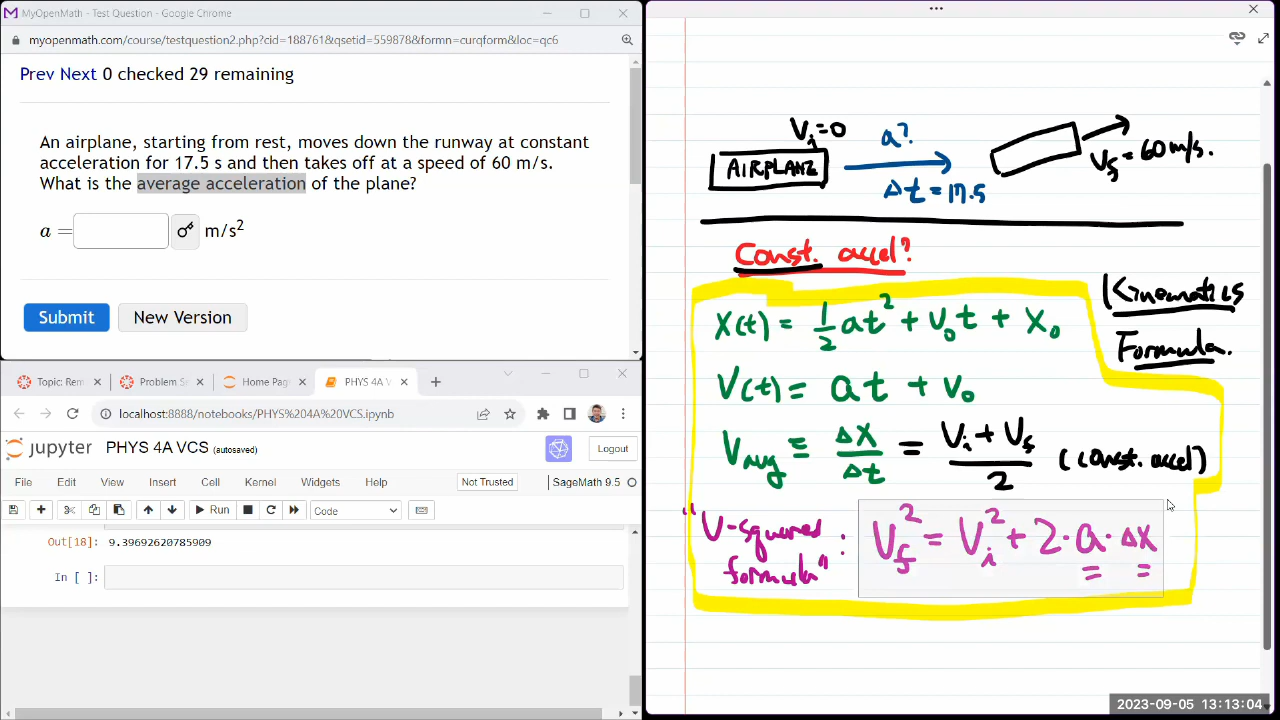 MyOpenMath - Test Question - Google Chrome
myopenmath.com/course/testquestion2.php?cid=188761&qsetid=559878&formn=curqform&loc=qc6
Prev Next 0 checked 29 remaining
An airplane, starting from rest, moves down the runway at constant
acceleration for 17.5 s and then takes off at a speed of 60 m/s.
What is the average acceleration of the plane?
a = m/s²
Submit New Version
Topic Rem
Problem S
Home Page
PHYS 4A V
localhost:8888/notebooks/PHYS%204A%20VCS.ipynb
jupyter PHYS 4A VCS (autosaved)
Logout
File Edit View Insert Cell Kernel Widgets Help Not Trusted SageMath 9.5
Run Code
Out[18]: 9.39692620785909
In [ ]:
Vᵢ=0 a?
AIRPLANE
Δt = 17.5
V_f = 60 m/s.
Const. accel?
Kinematics
Formula.
X(t) = 1/2 at² + V₀t + X₀
V(t) = at + V₀
Vavg = Δx/Δt = (Vᵢ + V_f)/2 (const. accel)
"V-squared
formula" : V_f² = Vᵢ² + 2·a·Δx
2023-09-05 13:13:04